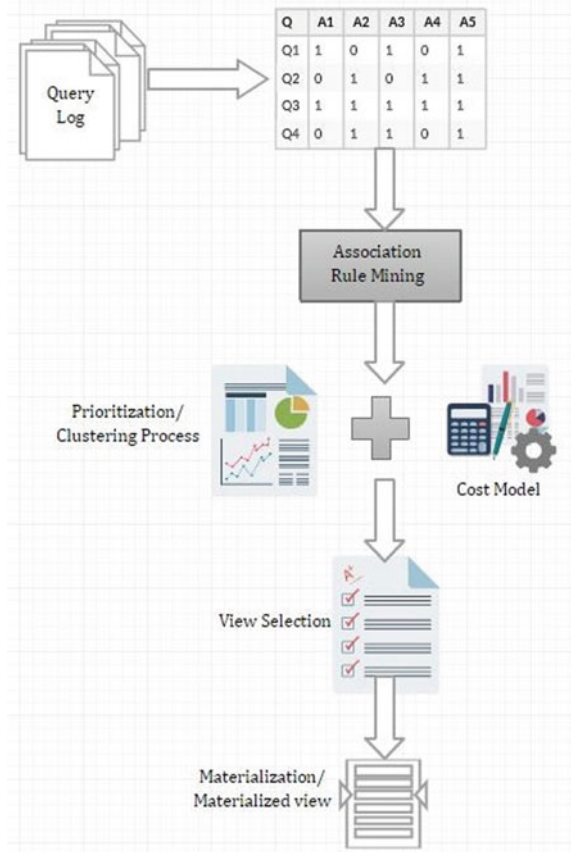 Query
Log
Q A1 A2 A3 A4 A5
Q1 1 0 1 0 1
Q2 0 1 0 1 1
Q3 1 1 1 1 1
Q4 0 1 1 0 1
Association
Rule Mining
Prioritization/
Clustering Process
Cost Model
View Selection
Materialization/
Materialized view